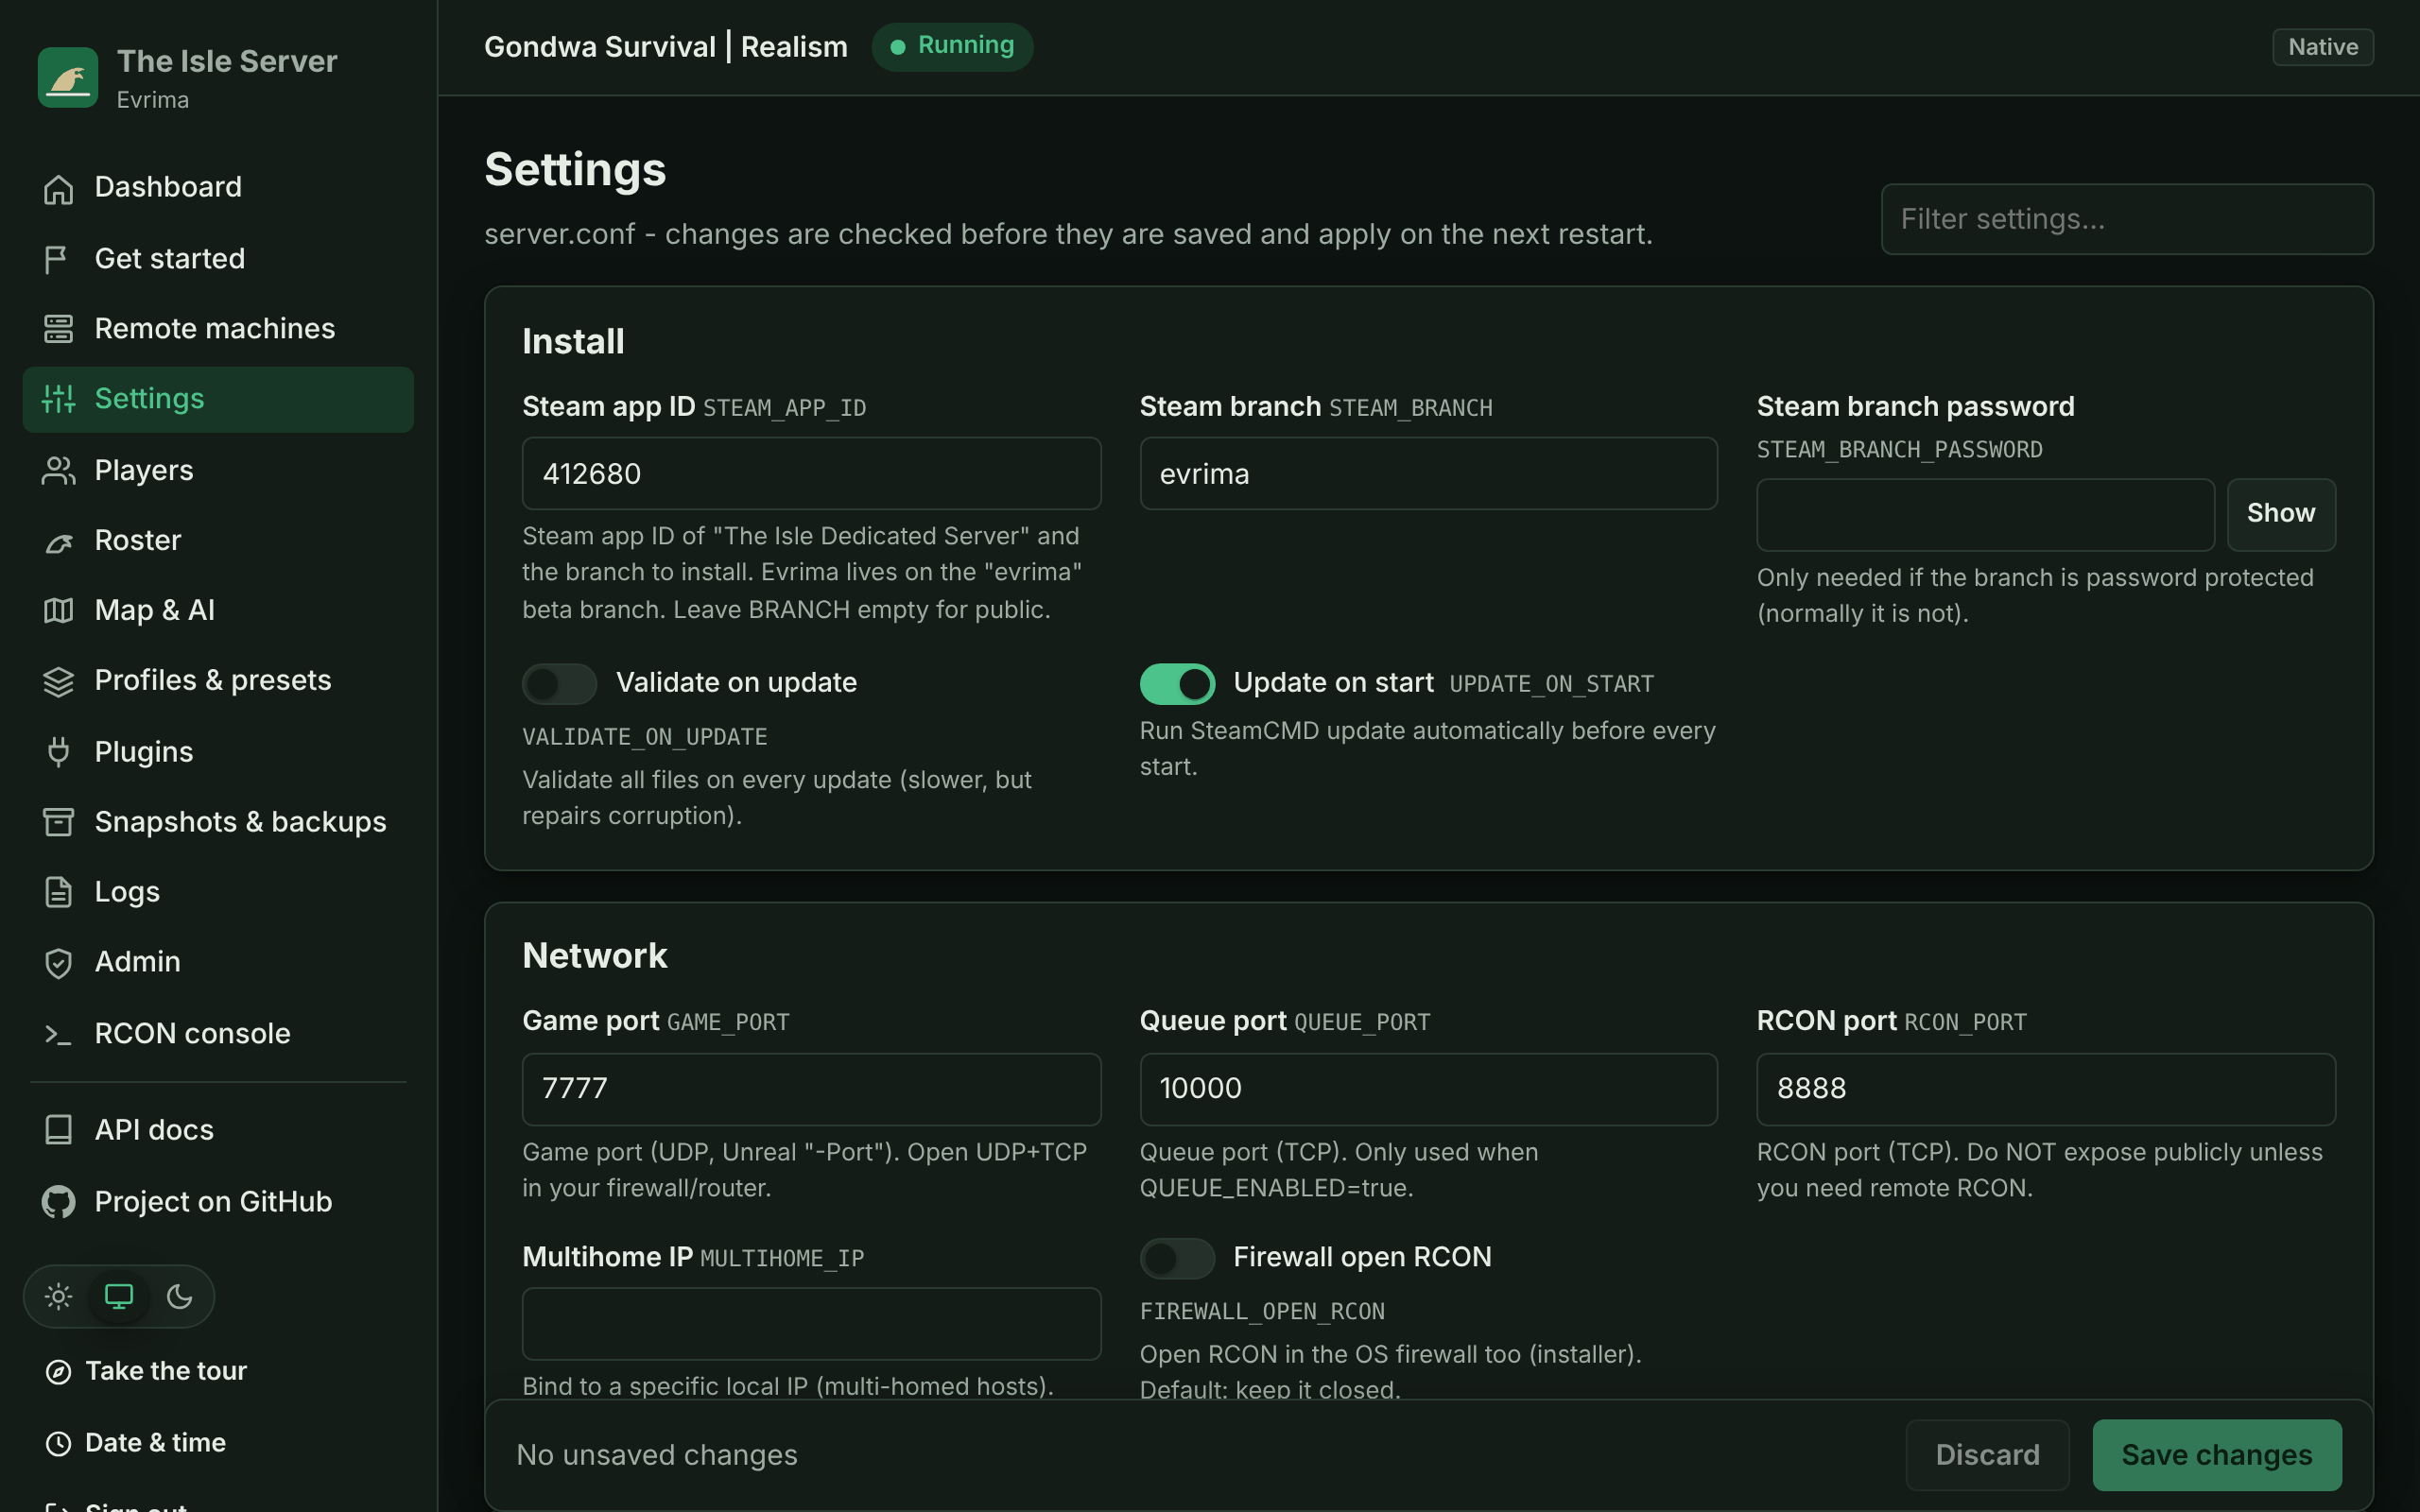 The Isle Server
Evrima
Dashboard
Get started
Remote machines
Settings
Players
Roster
Map & AI
Profiles & presets
Plugins
Snapshots & backups
Logs
Admin
RCON console
API docs
Project on GitHub
Take the tour
Date & time
Sign out
Gondwa Survival | Realism
Running
Native
Settings
server.conf - changes are checked before they are saved and apply on the next restart.
Filter settings...
Install
Steam app ID STEAM_APP_ID
412680
Steam app ID of "The Isle Dedicated Server" and
the branch to install. Evrima lives on the "evrima"
beta branch. Leave BRANCH empty for public.
Steam branch STEAM_BRANCH
evrima
Steam branch password
STEAM_BRANCH_PASSWORD
Show
Only needed if the branch is password protected
(normally it is not).
Validate on update
VALIDATE_ON_UPDATE
Validate all files on every update (slower, but
repairs corruption).
Update on start UPDATE_ON_START
Run SteamCMD update automatically before every
start.
Network
Game port GAME_PORT
7777
Game port (UDP, Unreal "-Port"). Open UDP+TCP
in your firewall/router.
Queue port QUEUE_PORT
10000
Queue port (TCP). Only used when
QUEUE_ENABLED=true.
RCON port RCON_PORT
8888
RCON port (TCP). Do NOT expose publicly unless
you need remote RCON.
Multihome IP MULTIHOME_IP
Bind to a specific local IP (multi-homed hosts).
Firewall open RCON
FIREWALL_OPEN_RCON
Open RCON in the OS firewall too (installer).
Default: keep it closed.
No unsaved changes
Discard
Save changes